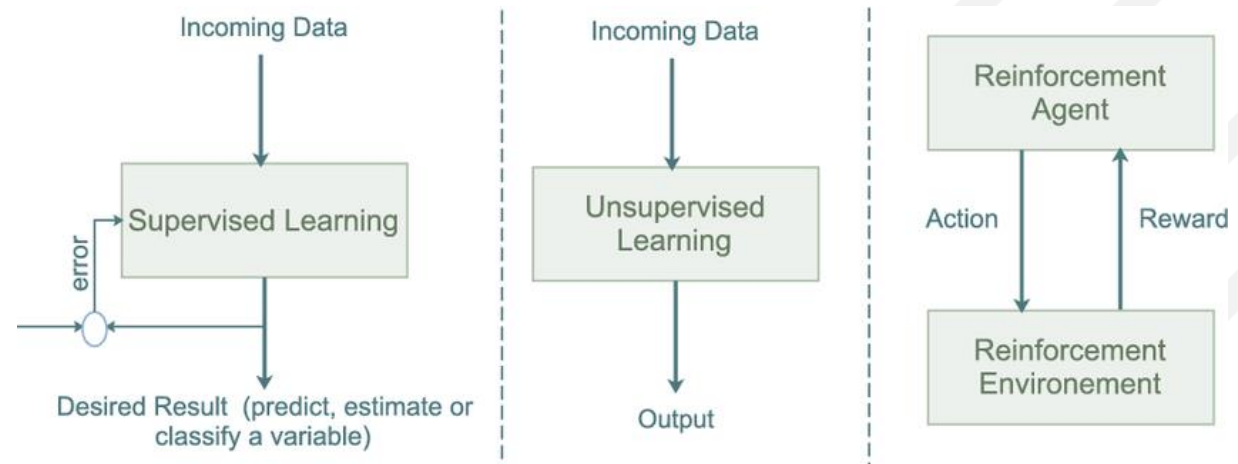 Incoming Data
Supervised Learning
error
Desired Result (predict, estimate or
classify a variable)
Incoming Data
Unsupervised
Learning
Output
Reinforcement
Agent
Action
Reward
Reinforcement
Environement